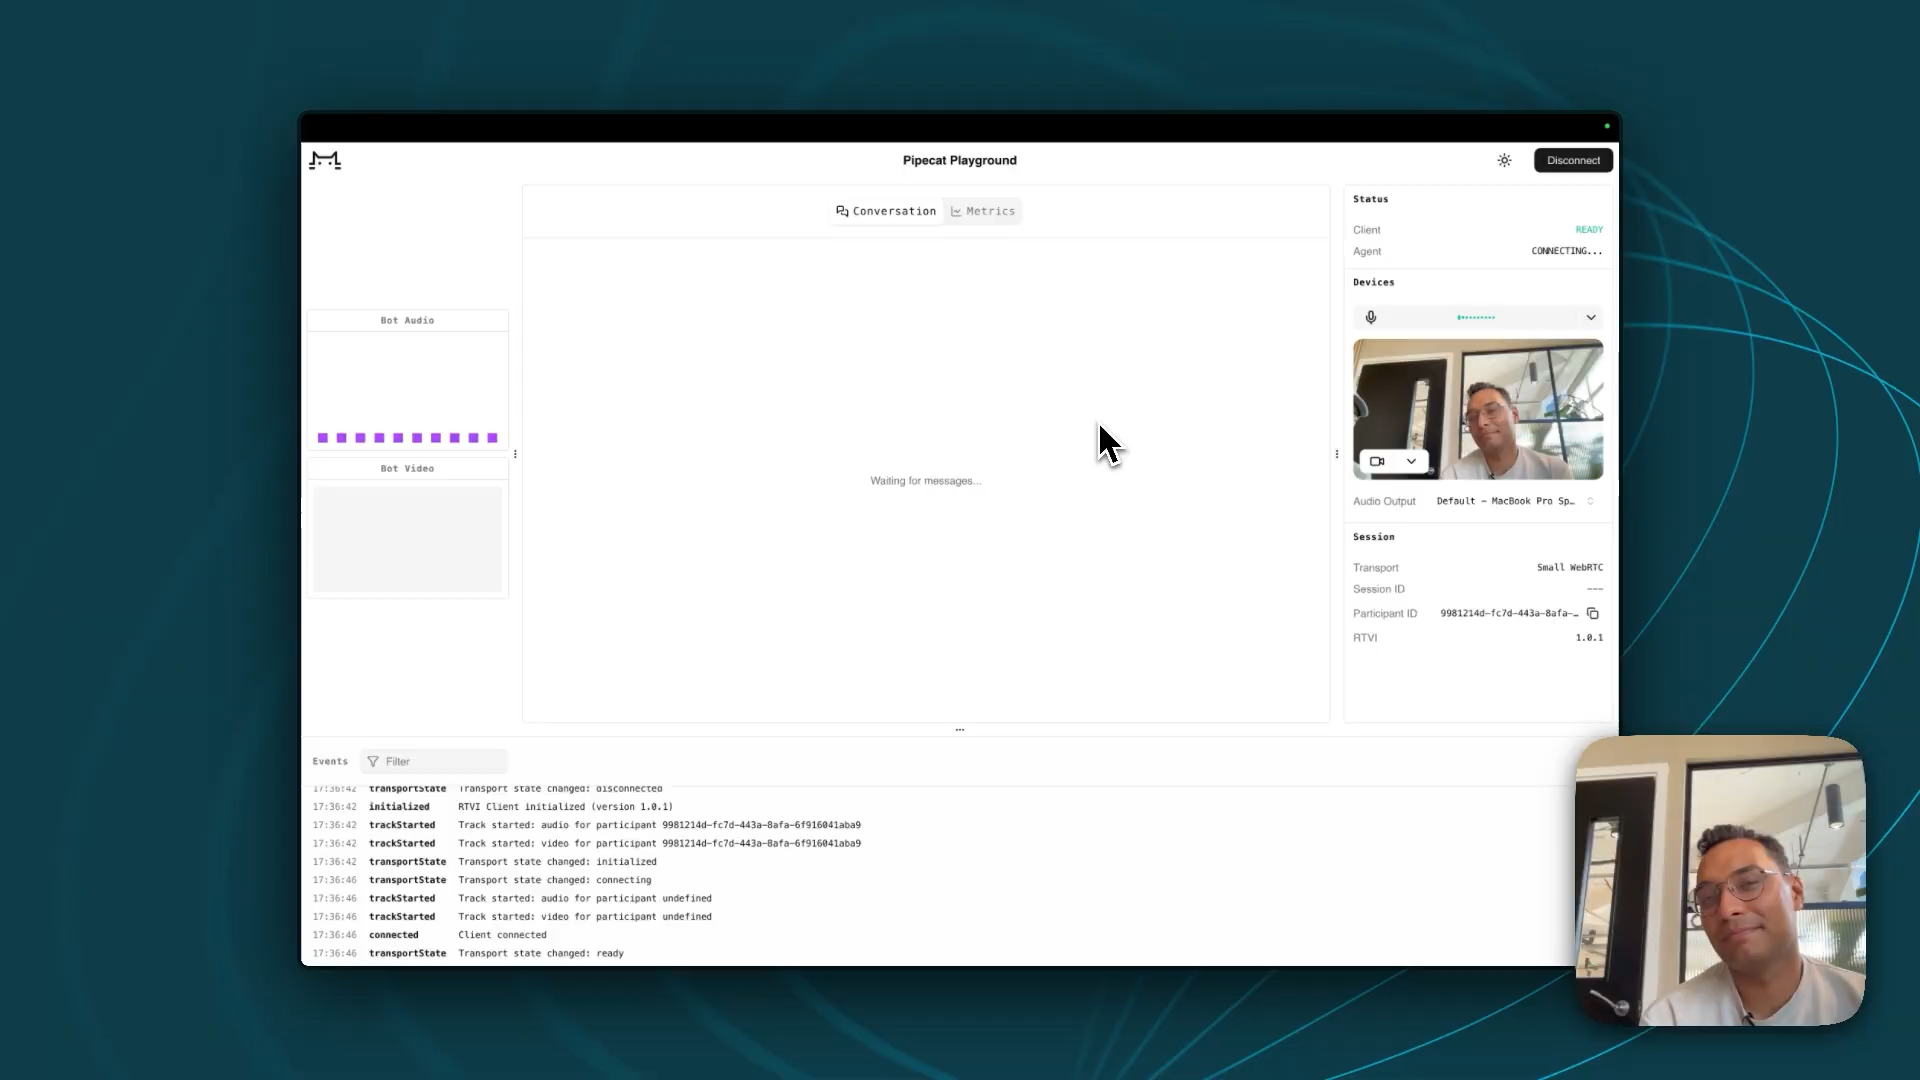 Pipecat Playground
Disconnect
Conversation
Metrics
Bot Audio
Bot Video
Waiting for messages...
Status
Client READY
Agent CONNECTING...
Devices
Audio Output Default – MacBook Pro Sp…
Session
Transport Small WebRTC
Session ID ---
Participant ID 9981214d-fc7d-443a-8afa-…
RTVI 1.0.1
Events Filter
17:36:42 transportState Transport state changed: disconnected
17:36:42 initialized RTVI Client initialized (version 1.0.1)
17:36:42 trackStarted Track started: audio for participant 9981214d-fc7d-443a-8afa-6f916041aba9
17:36:42 trackStarted Track started: video for participant 9981214d-fc7d-443a-8afa-6f916041aba9
17:36:42 transportState Transport state changed: initialized
17:36:46 transportState Transport state changed: connecting
17:36:46 trackStarted Track started: audio for participant undefined
17:36:46 trackStarted Track started: video for participant undefined
17:36:46 connected Client connected
17:36:46 transportState Transport state changed: ready